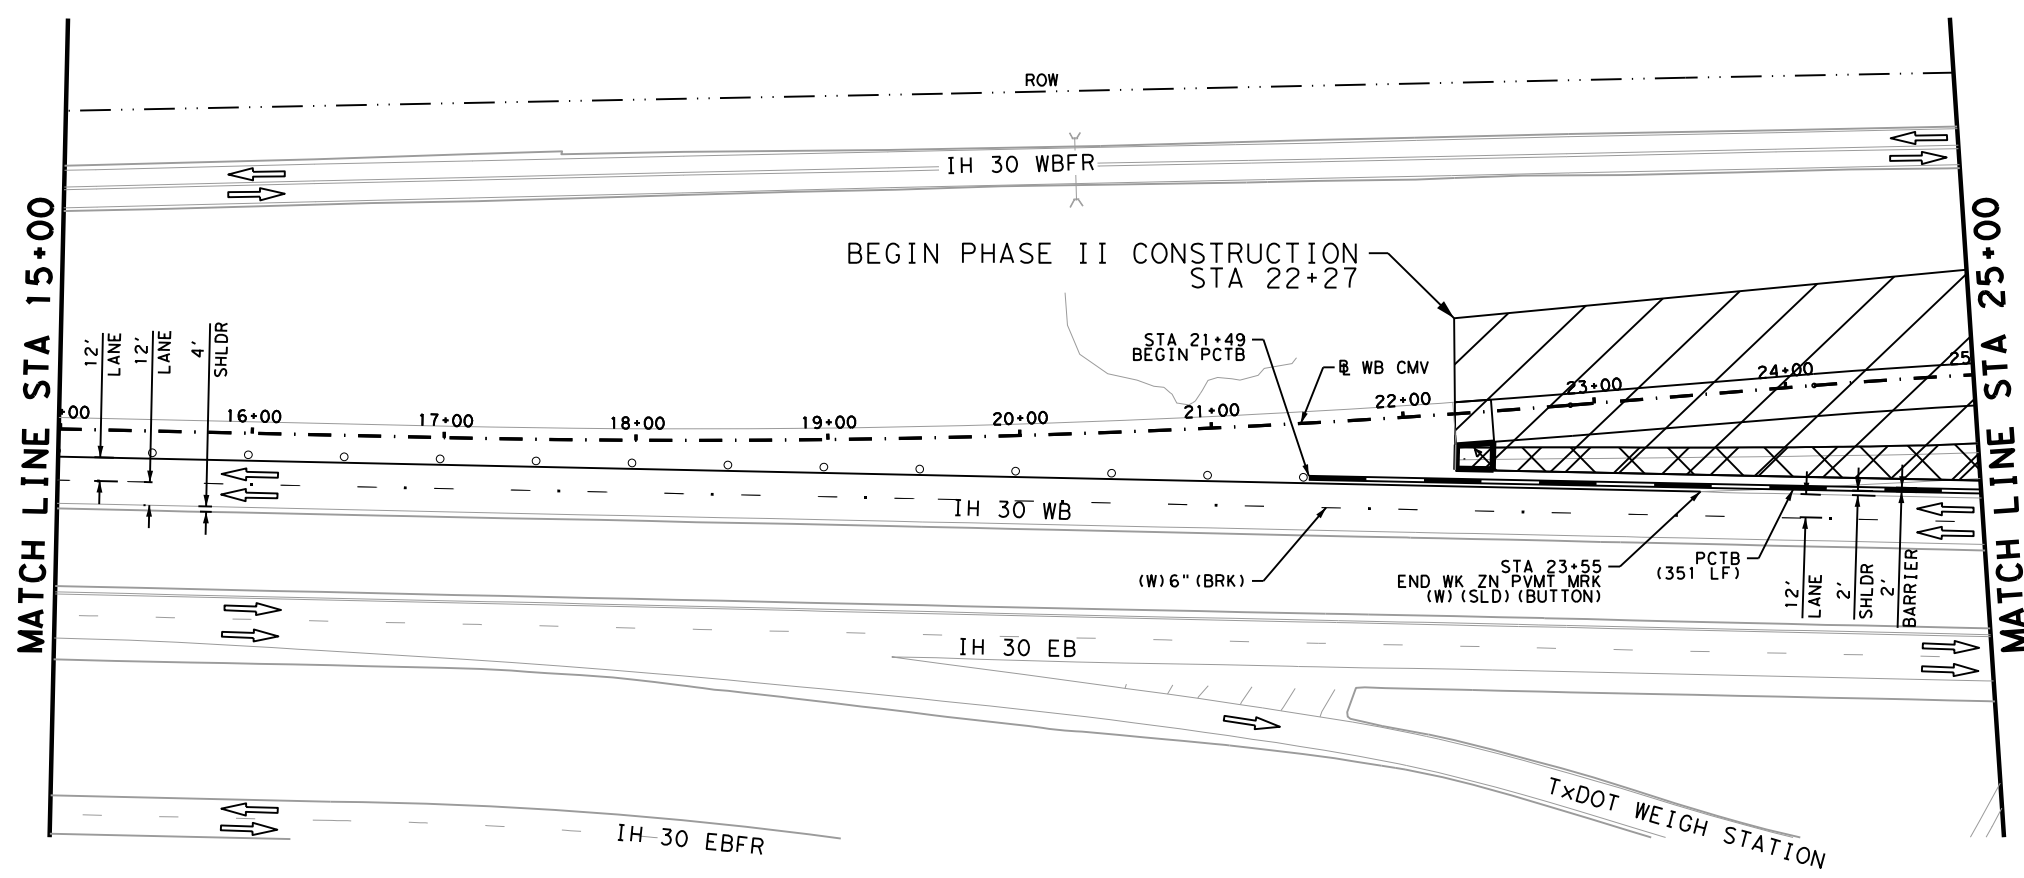 ROW
IH 30 WBFR
MATCH LINE STA 15+00
MATCH LINE STA 25+00
BEGIN PHASE II CONSTRUCTION
STA 22+27
12'
LANE
12'
LANE
4'
SHLDR
STA 21+49
BEGIN PCTB
WB CMV
+00
16+00
17+00
18+00
19+00
20+00
21+00
22+00
23+00
24+00
25
IH 30 WB
(W)6"(BRK)
STA 23+55
END WK ZN PVMT MRK
(W)(SLD)(BUTTON)
PCTB
(351 LF)
12'
LANE
2'
SHLDR
2'
BARRIER
IH 30 EB
TxDOT WEIGH STATION
IH 30 EBFR